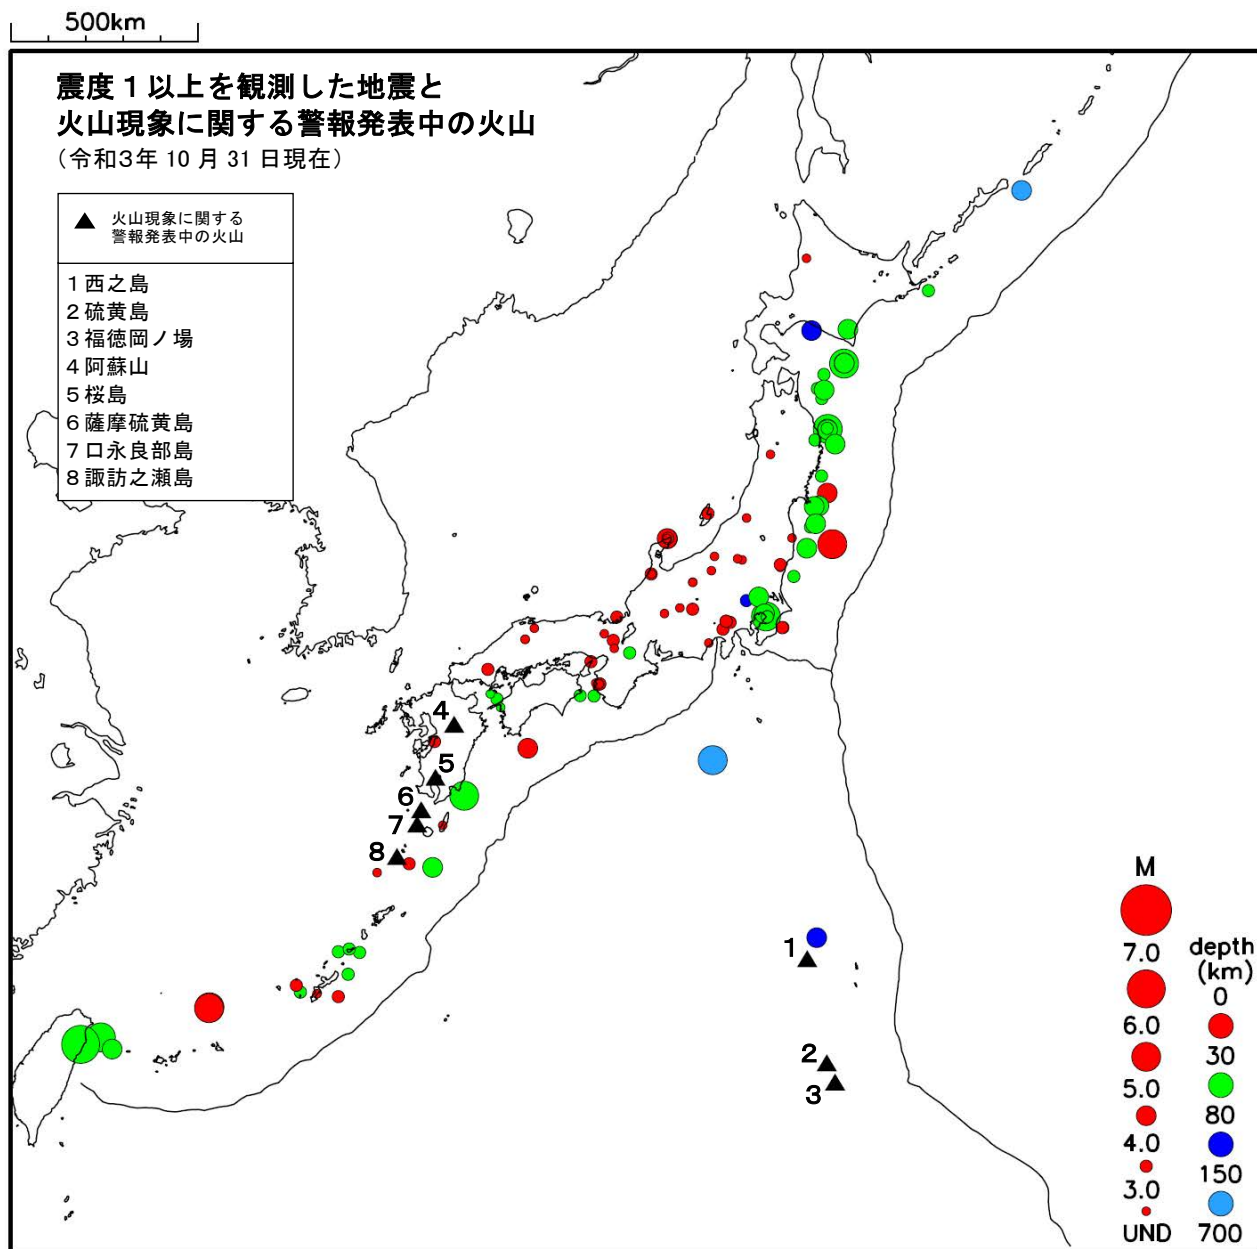 500km
震度１以上を観測した地震と
火山現象に関する警報発表中の火山
（令和3年 10 月 31 日現在）
▲ 火山現象に関する
警報発表中の火山
1 西之島
2 硫黄島
3 福徳岡ノ場
4 阿蘇山
5 桜島
6 薩摩硫黄島
7 口永良部島
8 諏訪之瀬島
4
5
6
7
8
1
2
3
M
7.0
6.0
5.0
4.0
3.0
UND
depth
(km)
0
30
80
150
700